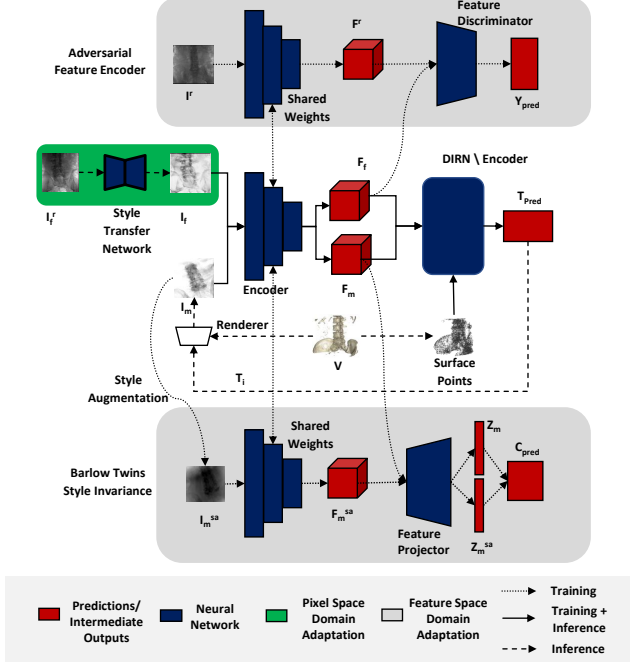 Feature
Discriminator
F^r
Adversarial
Feature Encoder
I^r
Shared
Weights
Y_pred
F_f
DIRN \ Encoder
T_Pred
I_f^r
Style
Transfer
Network
I_f
I_m
Encoder
F_m
Renderer
V
Surface
Points
T_i
Style
Augmentation
Shared
Weights
Z_m
C_pred
Barlow Twins
Style Invariance
I_m^sa
F_m^sa
Feature
Projector
Z_m^sa
Predictions/
Intermediate
Outputs
Neural
Network
Pixel Space
Domain
Adaptation
Feature Space
Domain
Adaptation
Training
Training +
Inference
Inference